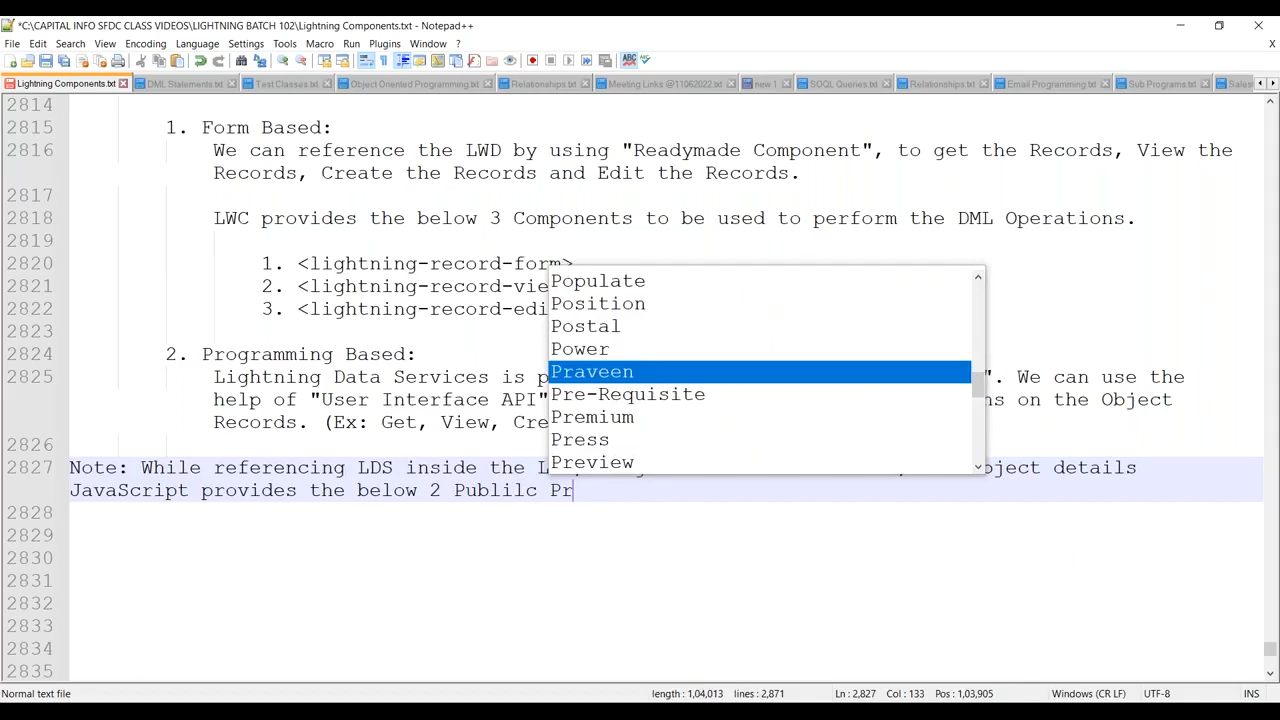 *C:\CAPITAL INFO SFDC CLASS VIDEOS\LIGHTNING BATCH 102\Lightning Components.txt - Notepad++
File Edit Search View Encoding Language Settings Tools Macro Run Plugins Window ?
X
Lightning Components.txt DML Statements.txt Test Classes.txt Object Oriented Programming.txt Relationships.txt Meeting Links @11062022.txt new 1 SOQL Queries.txt Relationships.txt Email Programming.txt Sub Programs.txt Sales
2814
2815 1. Form Based:
2816 We can reference the LWD by using "Readymade Component", to get the Records, View the
Records, Create the Records and Edit the Records.
2817
2818 LWC provides the below 3 Components to be used to perform the DML Operations.
2819
2820 1. <lightning-record-form>
2821 2. <lightning-record-vie
2822 3. <lightning-record-edi
2823
2824 2. Programming Based:
2825 Lightning Data Services is p ". We can use the
help of "User Interface API" ns on the Object
Records. (Ex: Get, View, Cre
2826
2827 Note: While referencing LDS inside the L object details
JavaScript provides the below 2 Publilc Pr
2828
2829
2830
2831
2832
2833
2834
2835
Populate
Position
Postal
Power
Praveen
Pre-Requisite
Premium
Press
Preview
Normal text file length : 1,04,013 lines : 2,871 Ln : 2,827 Col : 133 Pos : 1,03,905 Windows (CR LF) UTF-8 INS